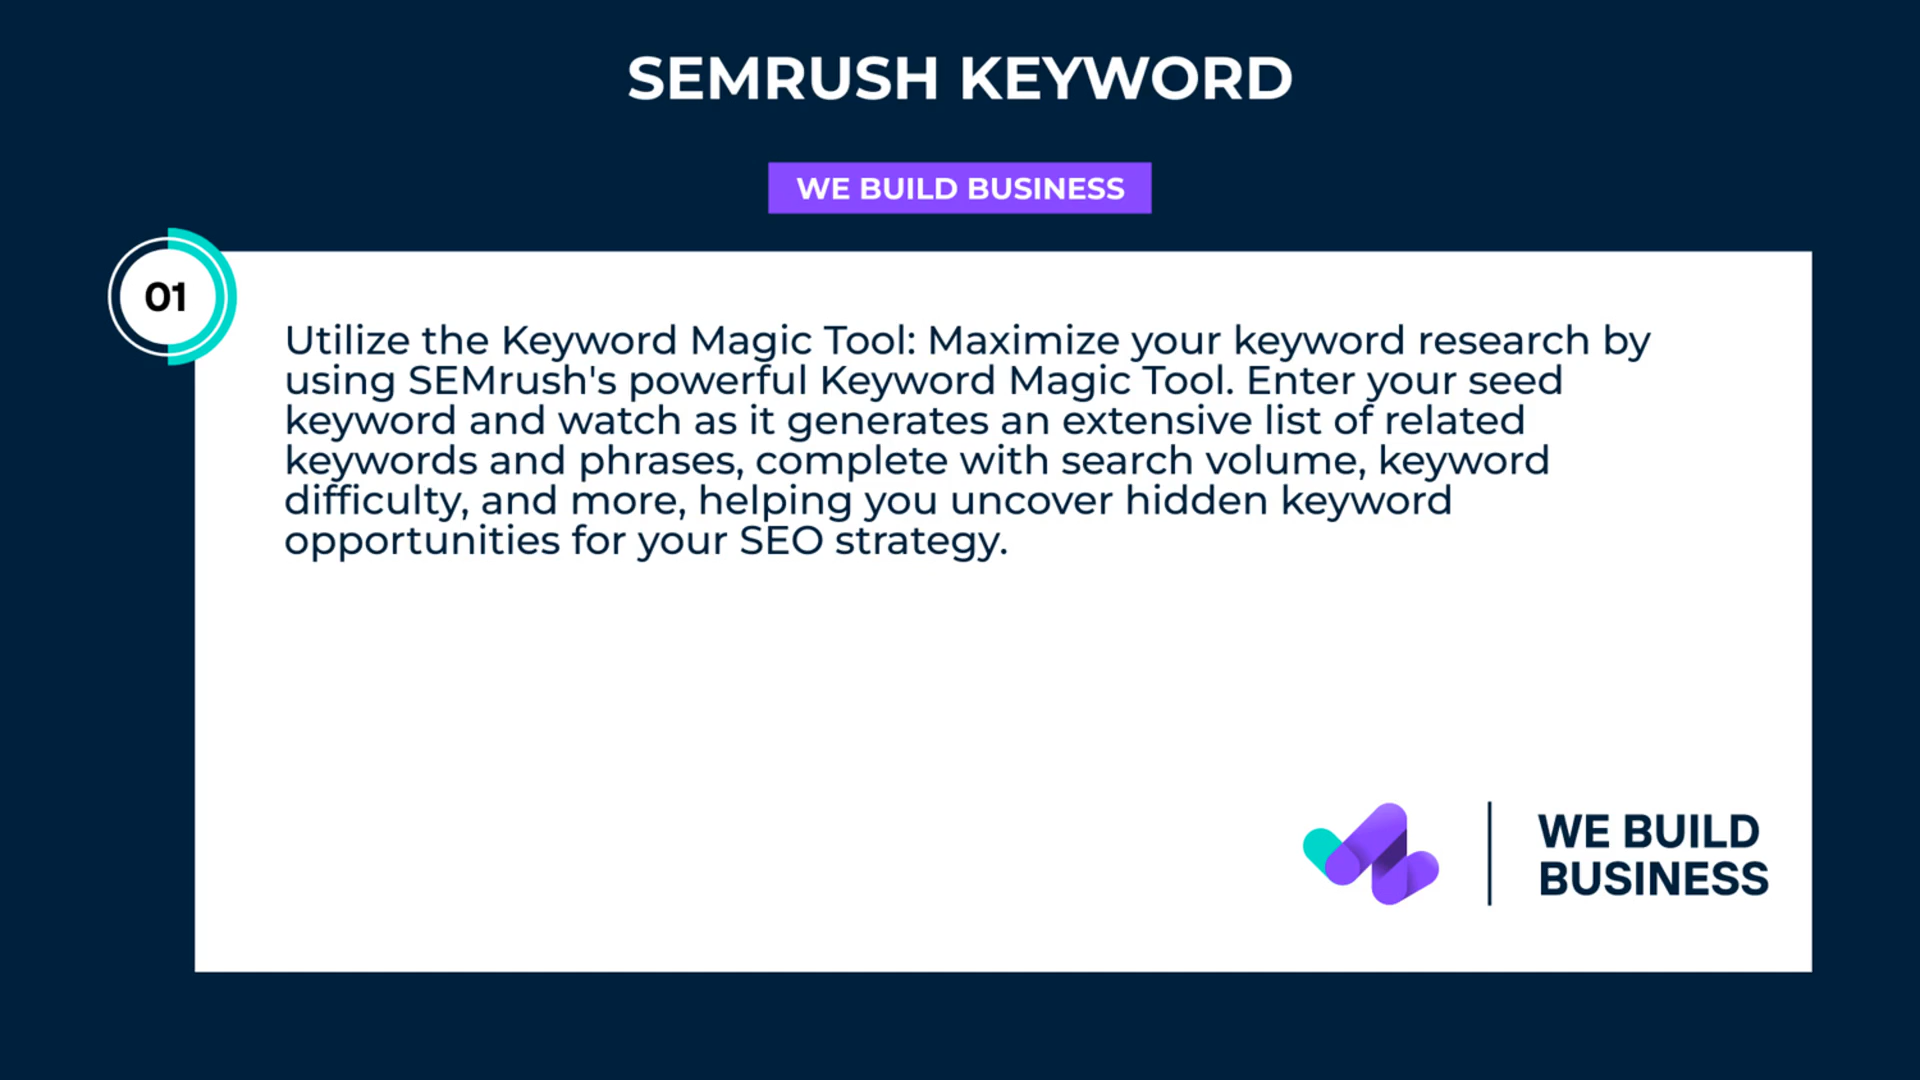 SEMRUSH KEYWORD
WE BUILD BUSINESS
01
Utilize the Keyword Magic Tool: Maximize your keyword research by
using SEMrush's powerful Keyword Magic Tool. Enter your seed
keyword and watch as it generates an extensive list of related
keywords and phrases, complete with search volume, keyword
difficulty, and more, helping you uncover hidden keyword
opportunities for your SEO strategy.
WE BUILD
BUSINESS